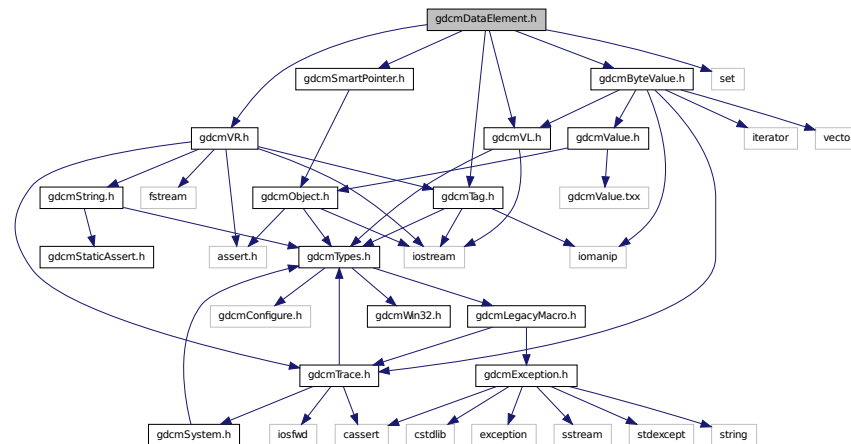 gdcmDataElement.h
gdcmSmartPointer.h
gdcmByteValue.h
set
gdcmVR.h
gdcmVL.h
gdcmValue.h
iterator
vecto
gdcmString.h
fstream
gdcmObject.h
gdcmTag.h
gdcmValue.txx
gdcmStaticAssert.h
assert.h
gdcmTypes.h
iostream
iomanip
gdcmConfigure.h
gdcmWin32.h
gdcmLegacyMacro.h
gdcmTrace.h
gdcmException.h
gdcmSystem.h
iosfwd
cassert
cstdlib
exception
sstream
stdexcept
string